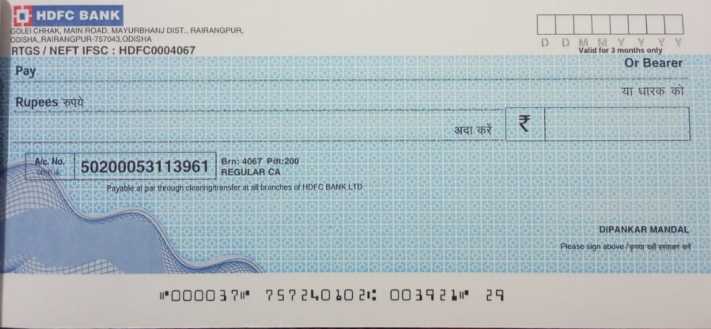 HDFC BANK
GOLEI CHHAK, MAIN ROAD, MAYURBHANJ DIST., RAIRANGPUR,
ODISHA, RAIRANGPUR-757043,ODISHA
RTGS / NEFT IFSC : HDFC0004067
D D M M Y Y Y Y
Valid for 3 months only
Pay
Or Bearer
या धारक को
Rupees रुपये
अदा करें ₹
A/c. No.
50200053113961
Brn: 4067 Pdt:200
REGULAR CA
Payable at par through clearing/transfer at all branches of HDFC BANK LTD
DIPANKAR MANDAL
Please sign above / कृपया यहाँ हस्ताक्षर करें
⑈000037⑈ 757240102⑆ 003921⑈ 29